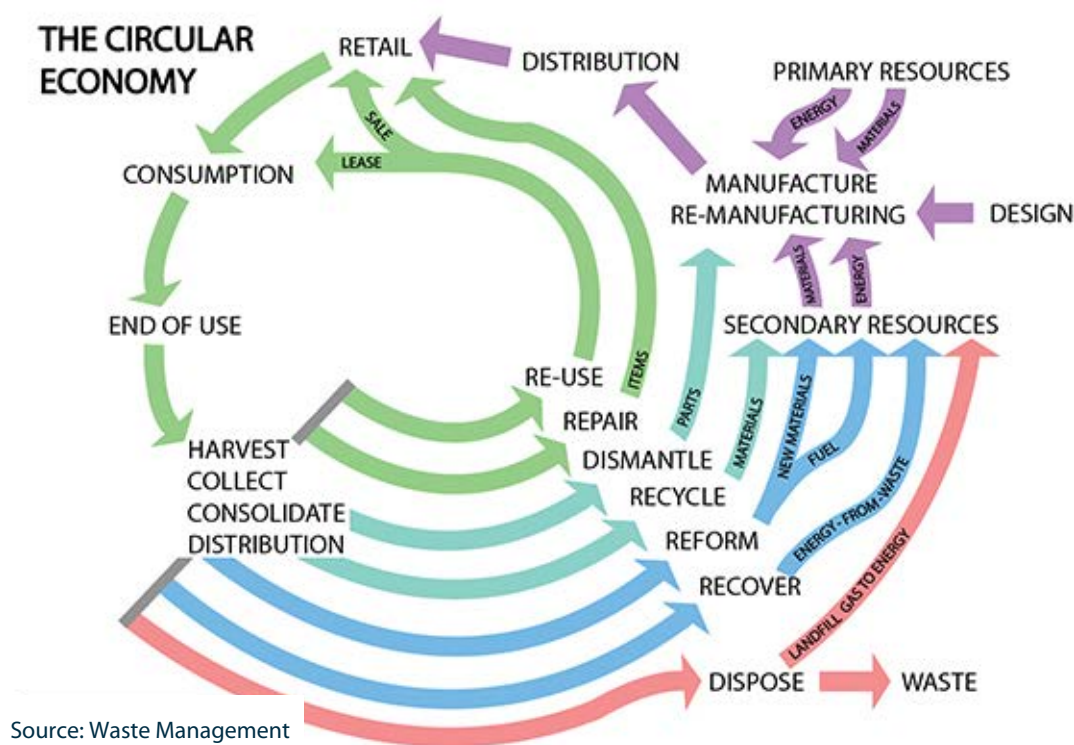 THE CIRCULAR
ECONOMY
RETAIL
DISTRIBUTION
PRIMARY RESOURCES
ENERGY
MATERIALS
SALE
LEASE
CONSUMPTION
MANUFACTURE
RE-MANUFACTURING
DESIGN
MATERIALS
ENERGY
END OF USE
SECONDARY RESOURCES
RE-USE
ITEMS
REPAIR
PARTS
MATERIALS
NEW MATERIALS
FUEL
ENERGY-FROM-WASTE
LANDFILL GAS TO ENERGY
HARVEST
COLLECT
CONSOLIDATE
DISTRIBUTION
DISMANTLE
RECYCLE
REFORM
RECOVER
DISPOSE
WASTE
Source: Waste Management